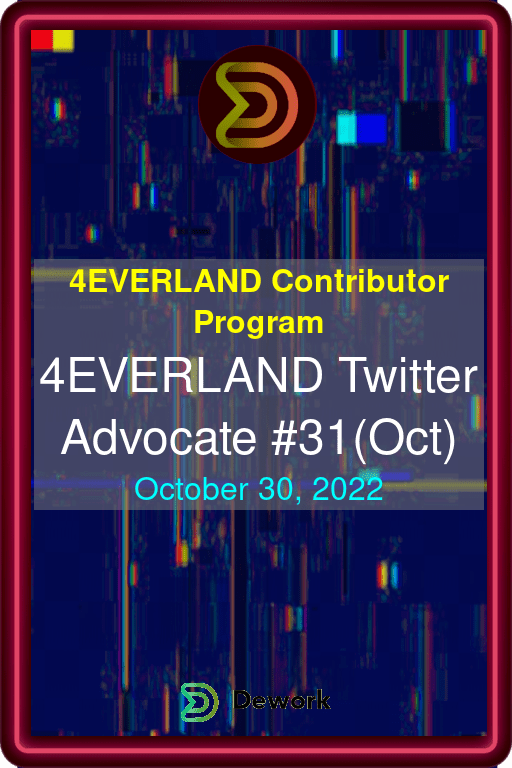 4EVERLAND Contributor
Program
4EVERLAND Twitter
Advocate #31(Oct)
October 30, 2022
Dework